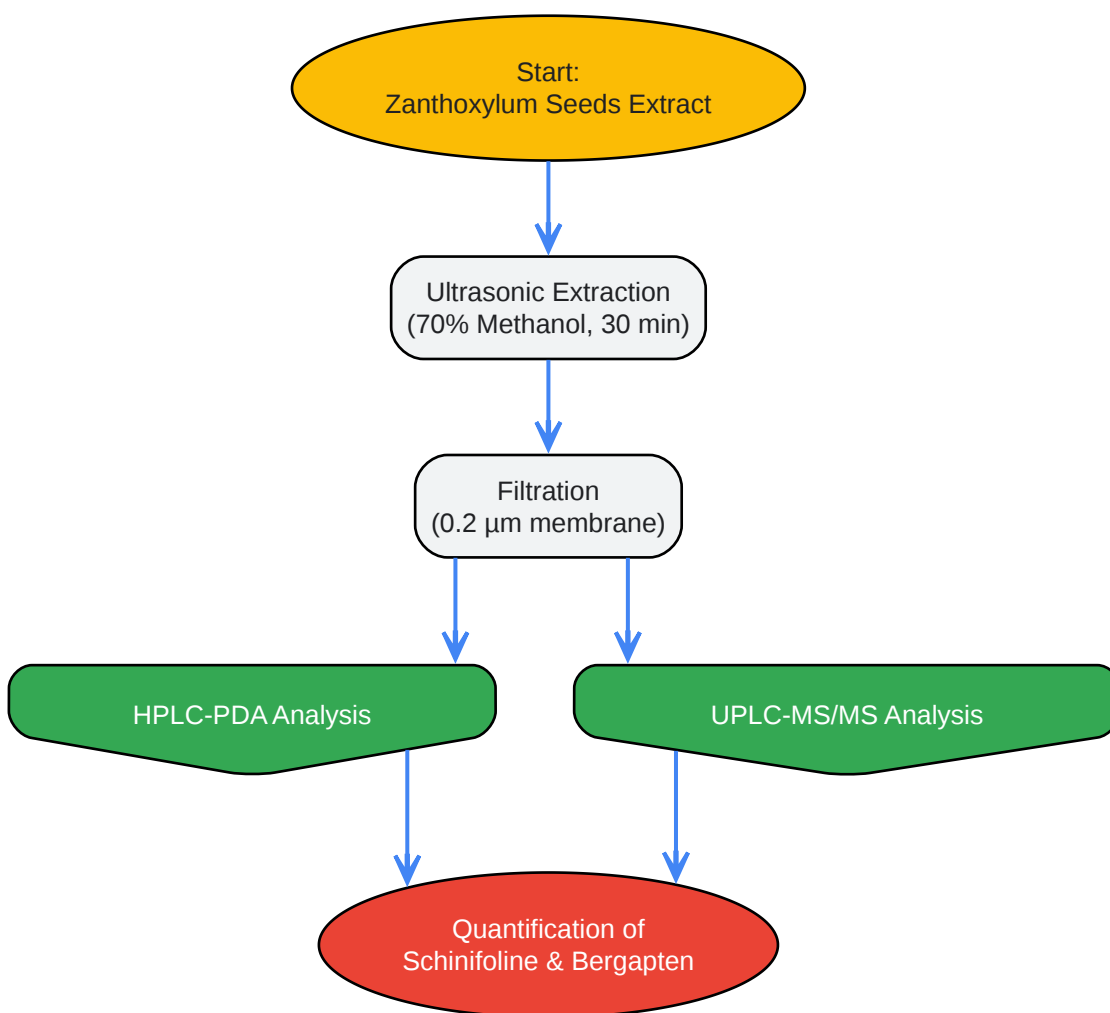 Start:
Zanthoxylum Seeds Extract
Ultrasonic Extraction
(70% Methanol, 30 min)
Filtration
(0.2 µm membrane)
HPLC-PDA Analysis
UPLC-MS/MS Analysis
Quantification of
Schinifoline & Bergapten